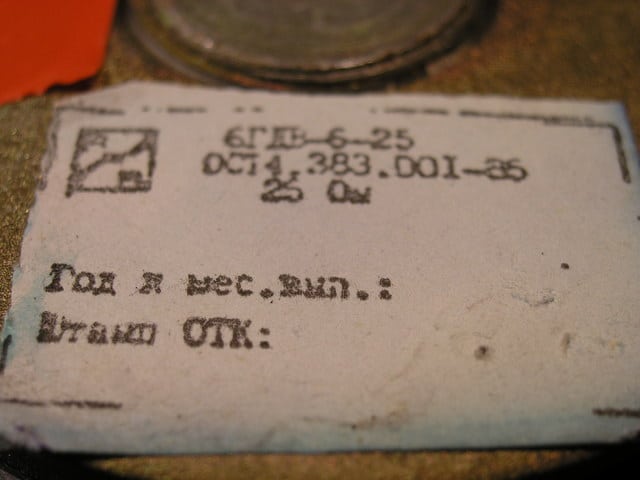 6ГДВ-6-25
ОСТ4.383.001-85
25 Ом
Год и мес.вып.:
Штамп ОТК: